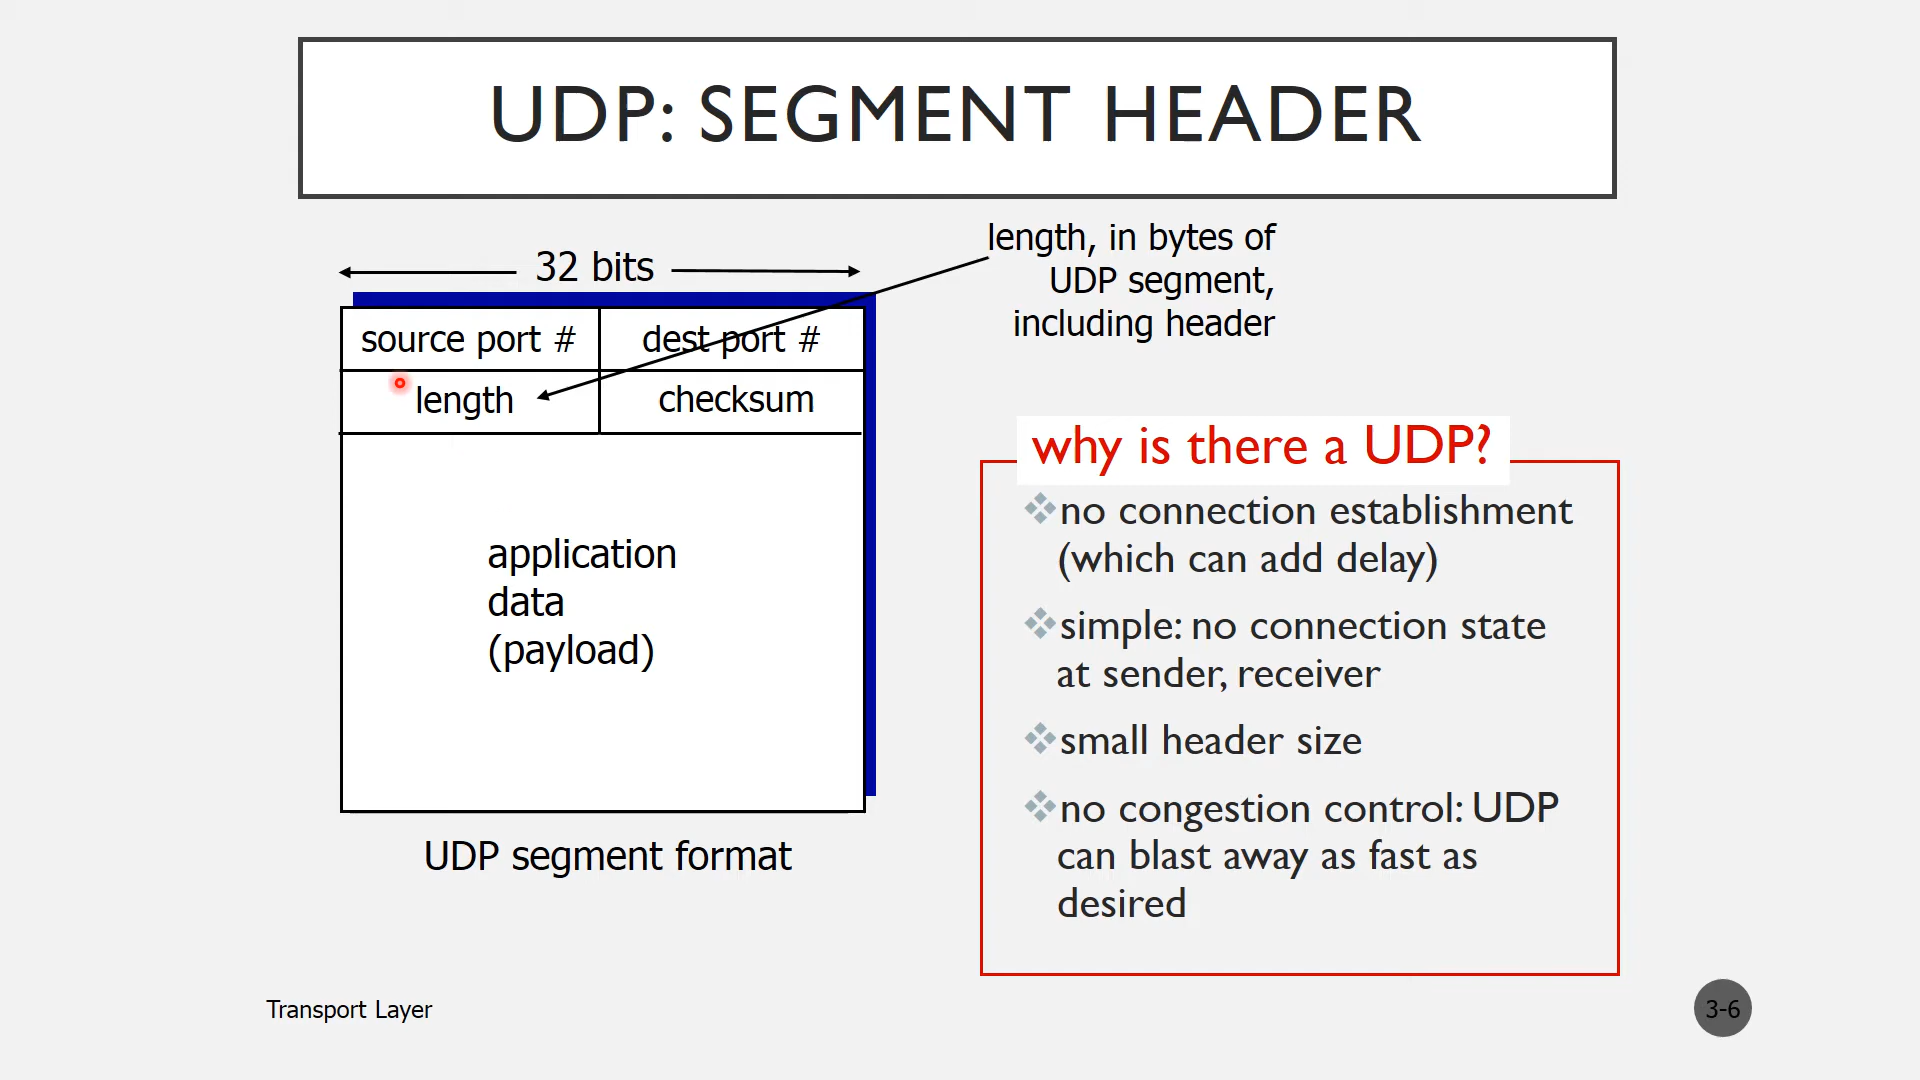 UDP: SEGMENT HEADER
32 bits
source port #
dest port #
length
checksum
application
data
(payload)
UDP segment format
length, in bytes of
UDP segment,
including header
why is there a UDP?
no connection establishment
(which can add delay)
simple: no connection state
at sender, receiver
small header size
no congestion control: UDP
can blast away as fast as
desired
Transport Layer
3-6